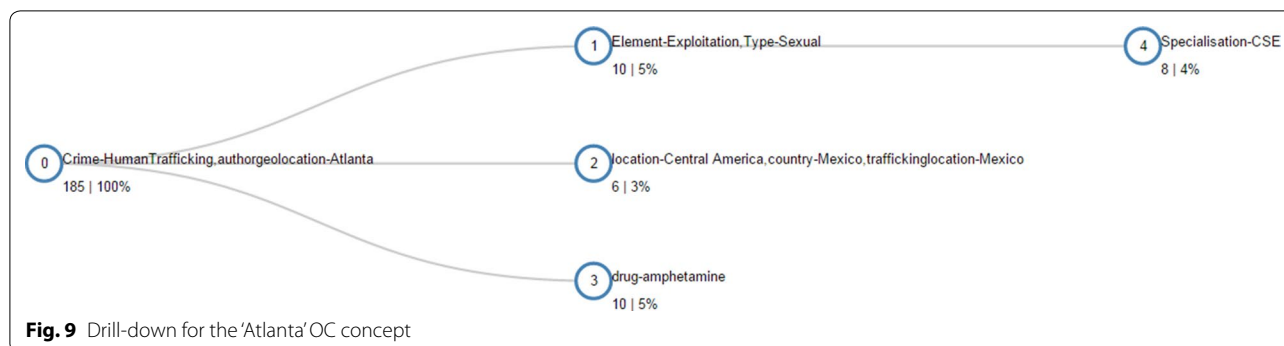 1 Element-Exploitation,Type-Sexual
10 | 5%
4 Specialisation-CSE
8 | 4%
0 Crime-HumanTrafficking,authorgeolocation-Atlanta
185 | 100%
2 location-Central America,country-Mexico,traffickinglocation-Mexico
6 | 3%
3 drug-amphetamine
10 | 5%
Fig. 9 Drill-down for the 'Atlanta' OC concept